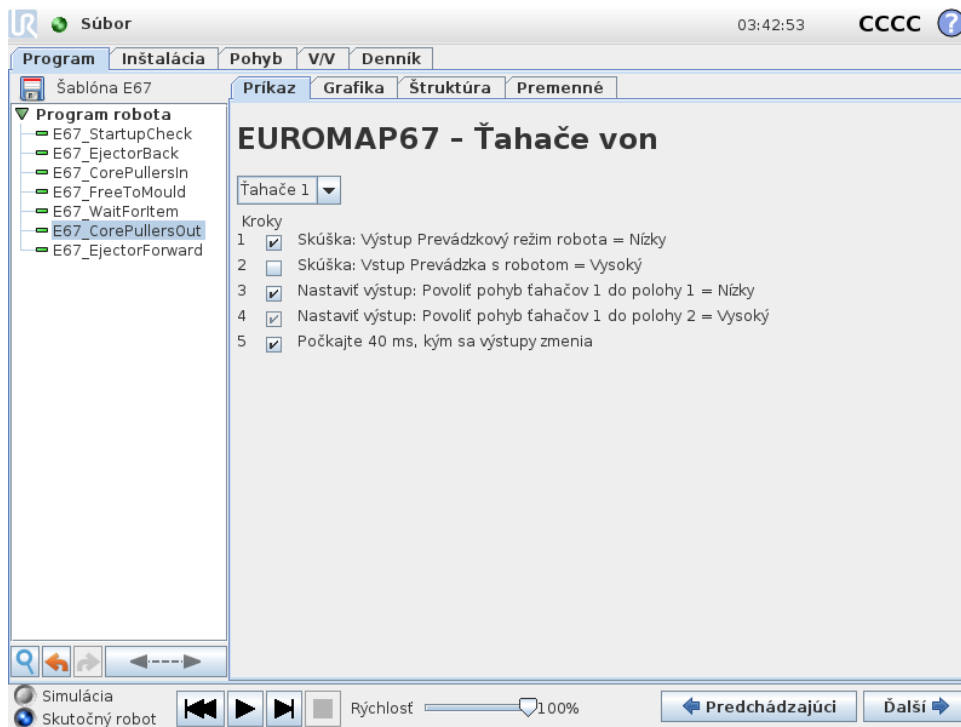 UR Súbor 03:42:53 CCCC ?
Program Inštalácia Pohyb V/V Denník
Šablóna E67
Príkaz Grafika Štruktúra Premenné
Program robota
E67_StartupCheck
E67_EjectorBack
E67_CorePullersIn
E67_FreeToMould
E67_WaitForItem
E67_CorePullersOut
E67_EjectorForward
EUROMAP67 – Ťahače von
Ťahače 1
Kroky
1 Skúška: Výstup Prevádzkový režim robota = Nízky
2 Skúška: Vstup Prevádzka s robotom = Vysoký
3 Nastaviť výstup: Povoliť pohyb ťahačov 1 do polohy 1 = Nízky
4 Nastaviť výstup: Povoliť pohyb ťahačov 1 do polohy 2 = Vysoký
5 Počkajte 40 ms, kým sa výstupy zmenia
Simulácia
Skutočný robot
Rýchlosť 100%
Predchádzajúci
Ďalší